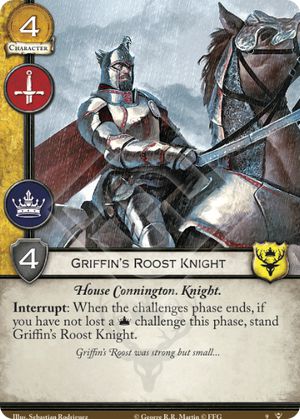 4
CHARACTER
4
GRIFFIN'S ROOST KNIGHT
House Connington. Knight.
Interrupt: When the challenges phase ends, if
you have not lost a challenge this phase, stand
Griffin's Roost Knight.
Griffin's Roost was strong but small...
Illus. Sebastian Rodriguez
© George R.R. Martin © FFG
9